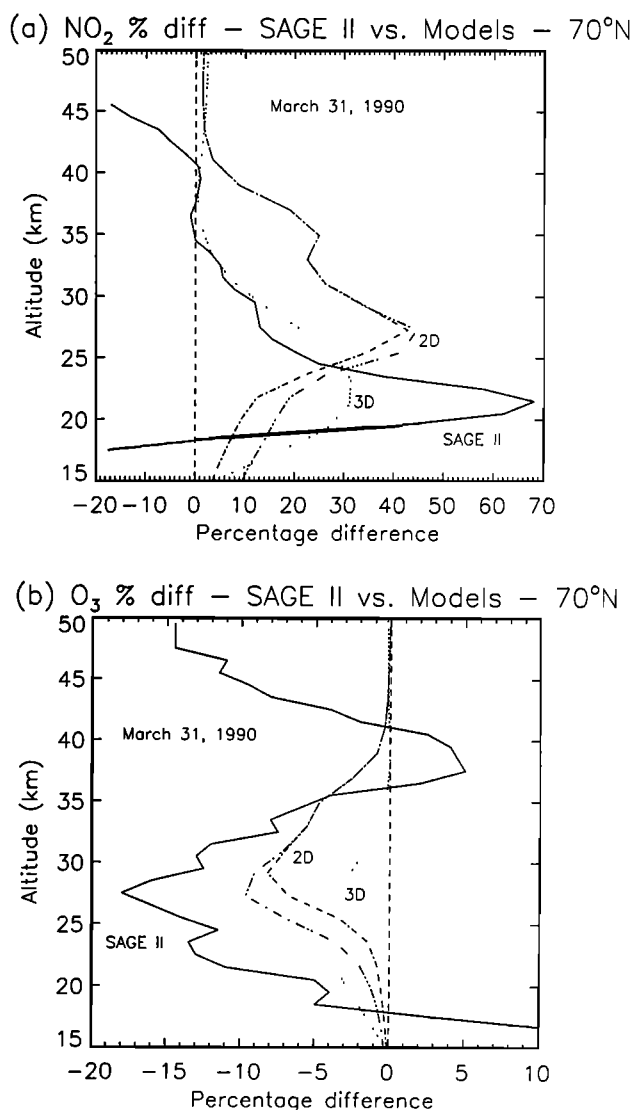 (a) NO2 % diff – SAGE II vs. Models – 70°N
50
45
40
35
30
25
20
15
Altitude (km)
March 31, 1990
2D
3D
SAGE II
-20 -10 0 10 20 30 40 50 60 70
Percentage difference
(b) O3 % diff – SAGE II vs. Models – 70°N
50
45
40
35
30
25
20
15
Altitude (km)
March 31, 1990
2D
3D
SAGE II
-20 -15 -10 -5 0 5 10
Percentage difference